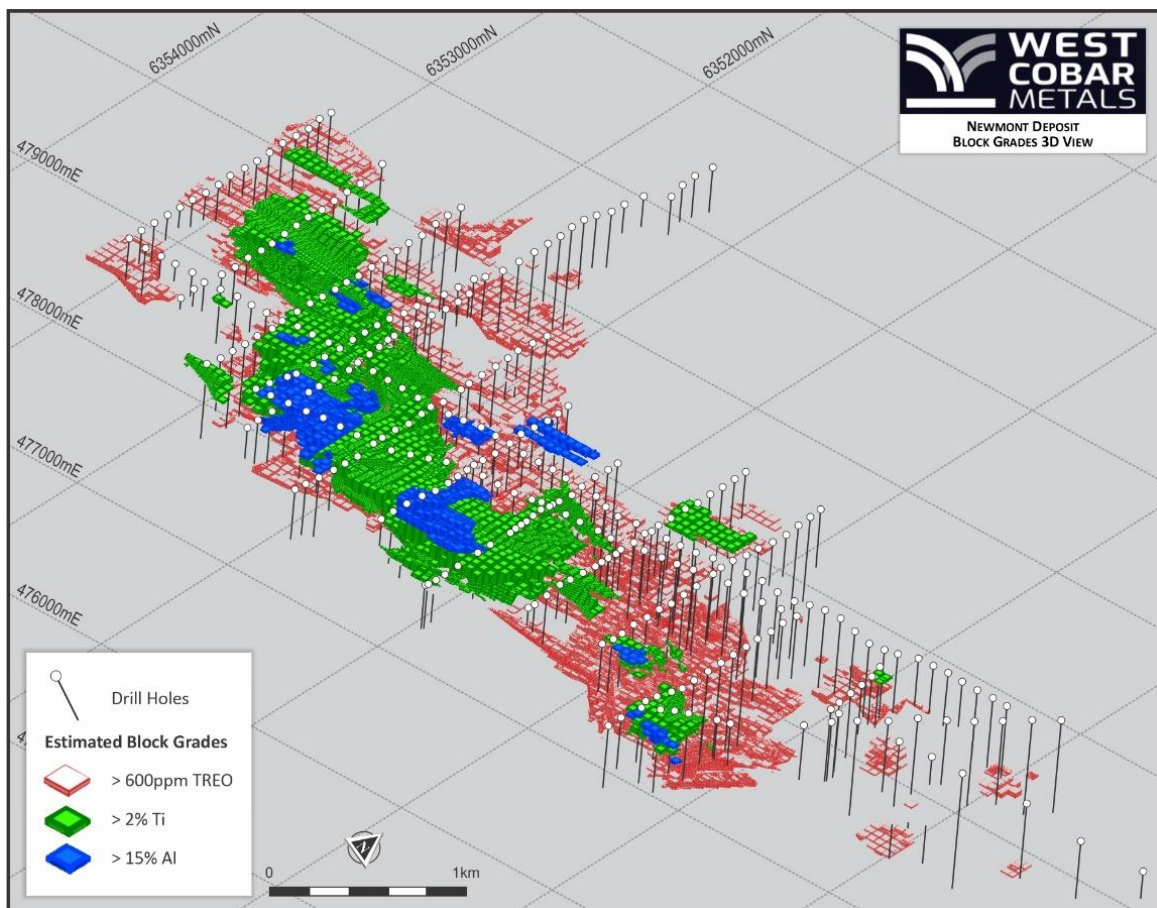 6354000mN
6353000mN
6352000mN
WEST
COBAR
METALS
NEWMONT DEPOSIT
BLOCK GRADES 3D VIEW
479000mE
478000mE
477000mE
476000mE
Drill Holes
Estimated Block Grades
> 600ppm TREO
> 2% Ti
> 15% Al
N
0
1km